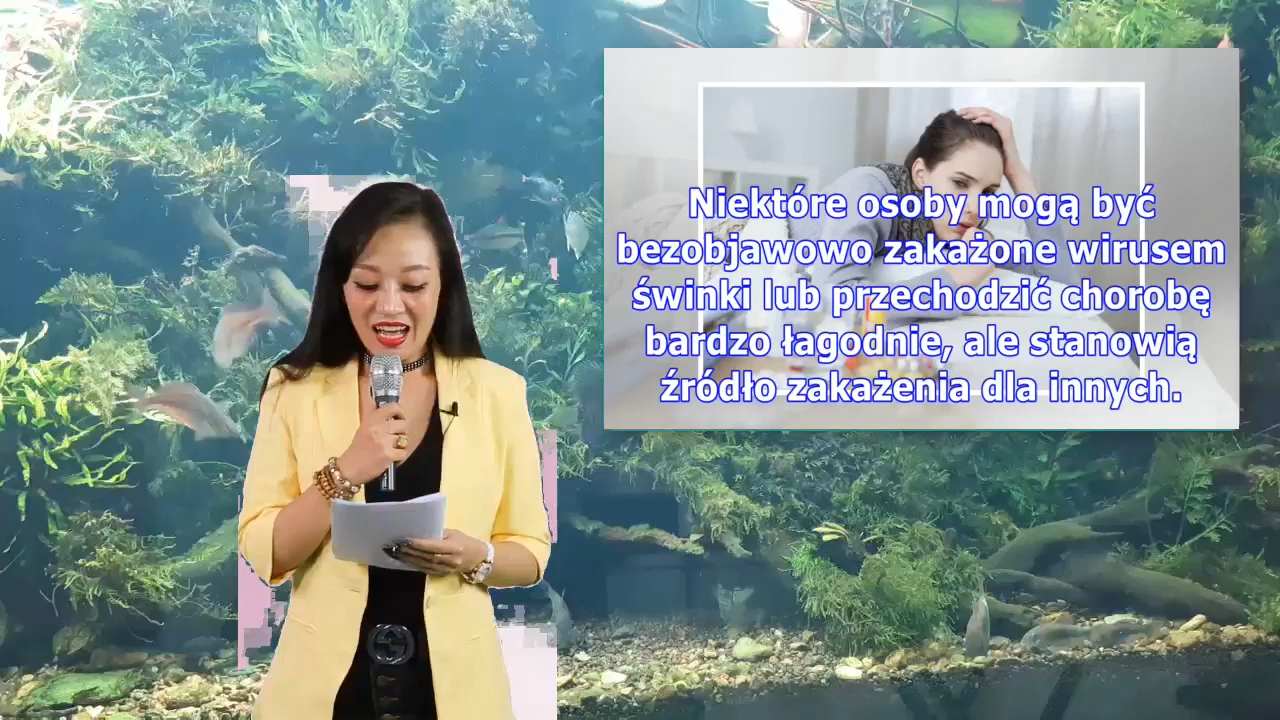 Niektóre osoby mogą być
bezobjawowo zakażone wirusem
świnki lub przechodzić chorobę
bardzo łagodnie, ale stanowią
źródło zakażenia dla innych.